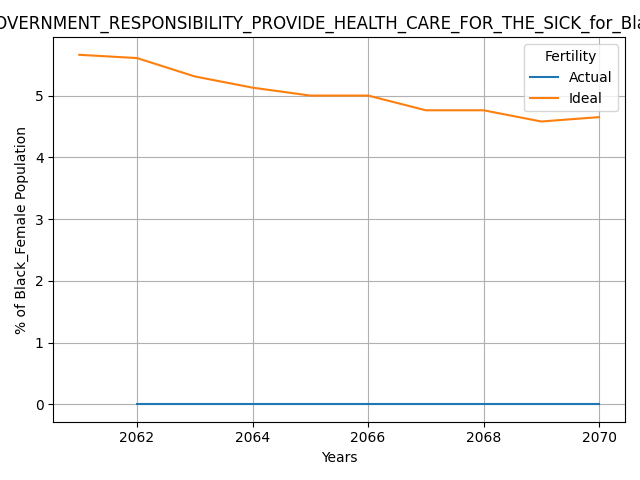 OVERNMENT_RESPONSIBILITY_PROVIDE_HEALTH_CARE_FOR_THE_SICK_for_Bla
Fertility
Actual
Ideal
% of Black_Female Population
5
4
3
2
1
0
2062 2064 2066 2068 2070
Years